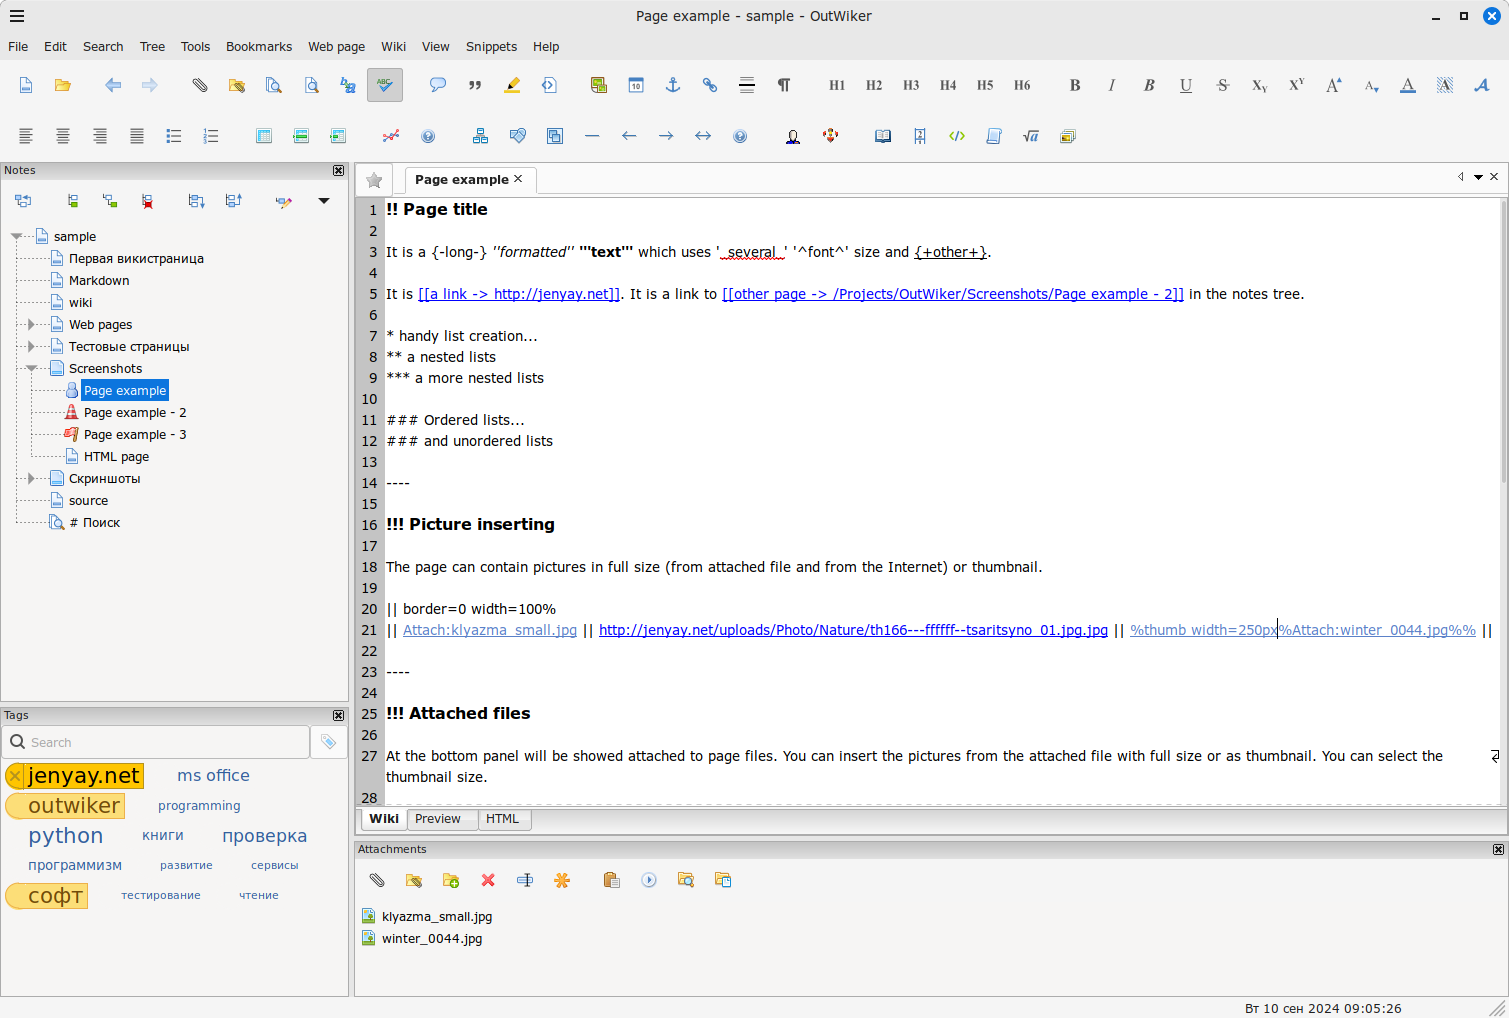 Page example - sample - OutWiker
File Edit Search Tree Tools Bookmarks Web page Wiki View Snippets Help
H1 H2 H3 H4 H5 H6 B I B U S
Notes
sample
Первая викистраница
Markdown
wiki
Web pages
Тестовые страницы
Screenshots
Page example
Page example - 2
Page example - 3
HTML page
Скриншоты
source
# Поиск
Tags
Search
jenyay.net ms office
outwiker programming
python книги проверка
программизм развитие сервисы
софт тестирование чтение
Page example
1 !! Page title
2
3 It is a {-long-} ''formatted'' '''text''' which uses '_several_' '^font^' size and {+other+}.
4
5 It is [[a link -> http://jenyay.net]]. It is a link to [[other page -> /Projects/OutWiker/Screenshots/Page example - 2]] in the notes tree.
6
7 * handy list creation...
8 ** a nested lists
9 *** a more nested lists
10
11 ### Ordered lists...
12 ### and unordered lists
13
14 ----
15
16 !!! Picture inserting
17
18 The page can contain pictures in full size (from attached file and from the Internet) or thumbnail.
19
20 || border=0 width=100%
21 || Attach:klyazma_small.jpg || http://jenyay.net/uploads/Photo/Nature/th166---ffffff--tsaritsyno_01.jpg.jpg || %thumb width=250px%Attach:winter_0044.jpg%% ||
22
23 ----
24
25 !!! Attached files
26
27 At the bottom panel will be showed attached to page files. You can insert the pictures from the attached file with full size or as thumbnail. You can select the
thumbnail size.
28
Wiki Preview HTML
Attachments
klyazma_small.jpg
winter_0044.jpg
Вт 10 сен 2024 09:05:26